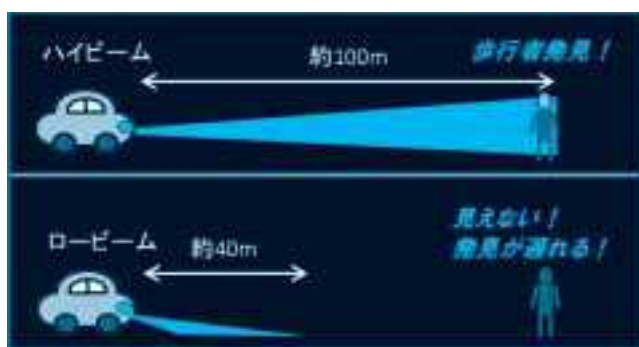 ハイビーム
約100m
歩行者発見！
ロービーム
約40m
見えない！
発見が遅れる！